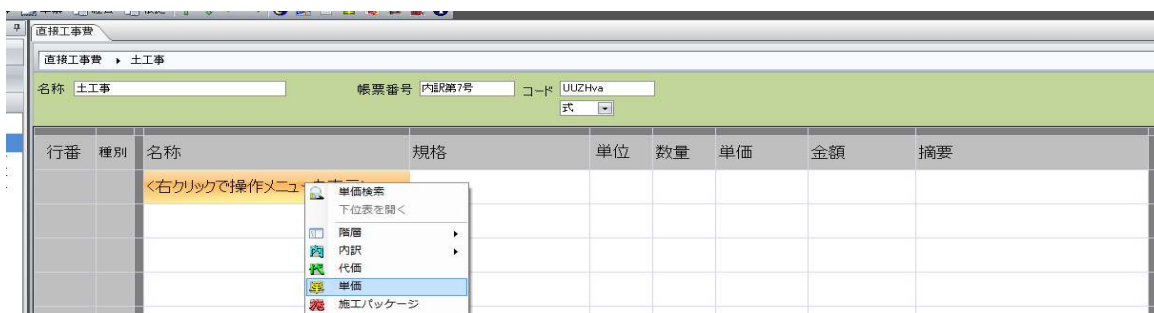 直接工事費
直接工事費 ▸ 土工事
名称 土工事 帳票番号 内訳第7号 コード UUZHva
式
行番 種別 名称 規格 単位 数量 単価 金額 摘要
<右クリックで操作メニュー
単価検索
下位表を開く
階層
内訳
代価
単価
施工パッケージ